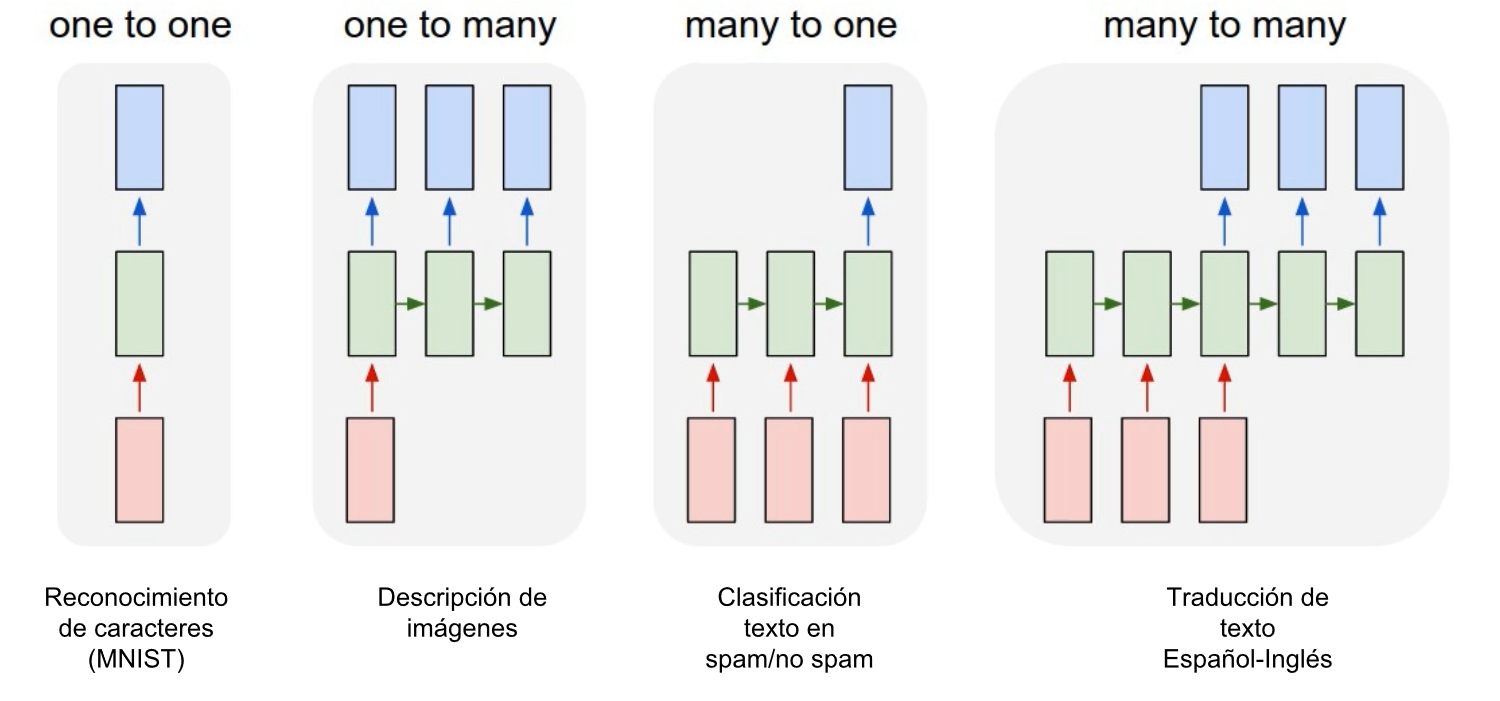 one to one
one to many
many to one
many to many
Reconocimiento
de caracteres
(MNIST)
Descripción de
imágenes
Clasificación
texto en
spam/no spam
Traducción de
texto
Español-Inglés